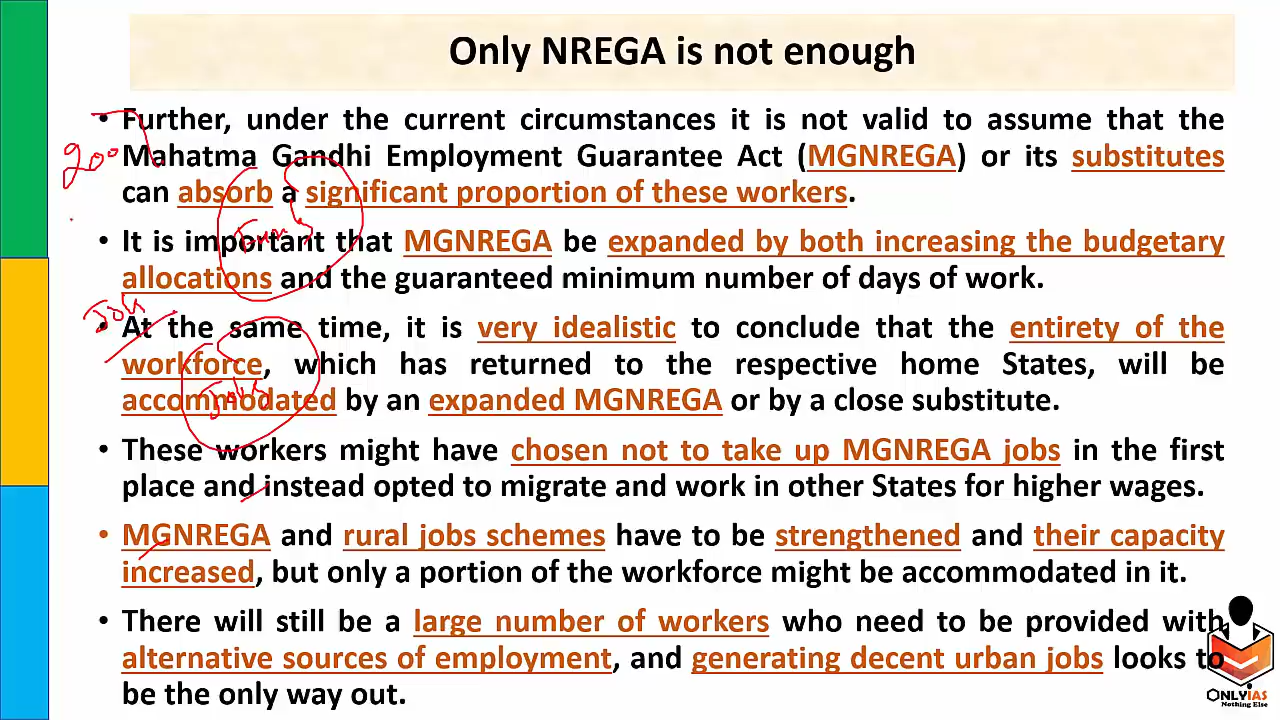 Only NREGA is not enough
• Further, under the current circumstances it is not valid to assume that the
Mahatma Gandhi Employment Guarantee Act (MGNREGA) or its substitutes
can absorb a significant proportion of these workers.
• It is important that MGNREGA be expanded by both increasing the budgetary
allocations and the guaranteed minimum number of days of work.
• At the same time, it is very idealistic to conclude that the entirety of the
workforce, which has returned to the respective home States, will be
accommodated by an expanded MGNREGA or by a close substitute.
• These workers might have chosen not to take up MGNREGA jobs in the first
place and instead opted to migrate and work in other States for higher wages.
• MGNREGA and rural jobs schemes have to be strengthened and their capacity
increased, but only a portion of the workforce might be accommodated in it.
• There will still be a large number of workers who need to be provided with
alternative sources of employment, and generating decent urban jobs looks to
be the only way out.
200
Jobs
ONLYIAS
Nothing Else